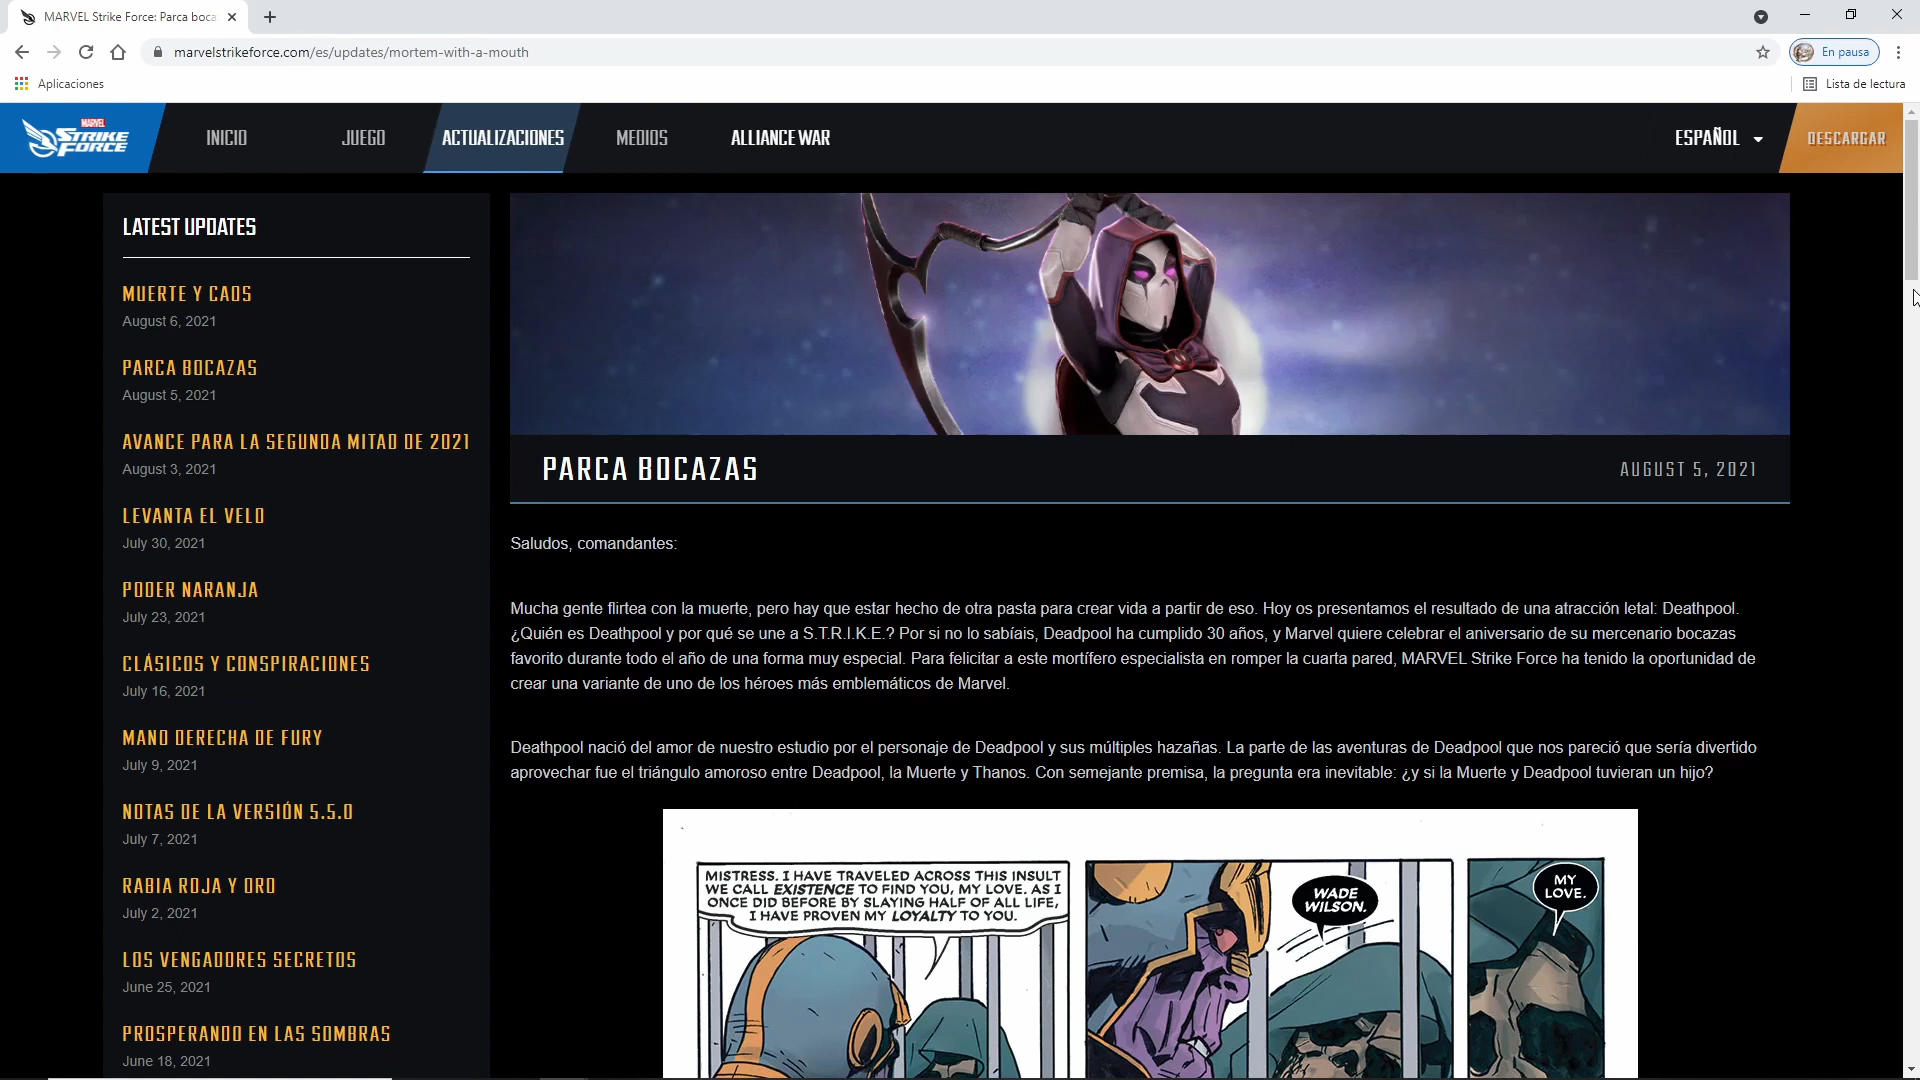 MARVEL Strike Force: Parca boca
marvelstrikeforce.com/es/updates/mortem-with-a-mouth
En pausa
Aplicaciones
Lista de lectura
MARVEL
STRIKE
FORCE
INICIO
JUEGO
ACTUALIZACIONES
MEDIOS
ALLIANCE WAR
ESPAÑOL
DESCARGAR
LATEST UPDATES
MUERTE Y CAOS
August 6, 2021
PARCA BOCAZAS
August 5, 2021
AVANCE PARA LA SEGUNDA MITAD DE 2021
August 3, 2021
LEVANTA EL VELO
July 30, 2021
PODER NARANJA
July 23, 2021
CLÁSICOS Y CONSPIRACIONES
July 16, 2021
MANO DERECHA DE FURY
July 9, 2021
NOTAS DE LA VERSIÓN 5.5.0
July 7, 2021
RABIA ROJA Y ORO
July 2, 2021
LOS VENGADORES SECRETOS
June 25, 2021
PROSPERANDO EN LAS SOMBRAS
June 18, 2021
PARCA BOCAZAS
AUGUST 5, 2021
Saludos, comandantes:
Mucha gente flirtea con la muerte, pero hay que estar hecho de otra pasta para crear vida a partir de eso. Hoy os presentamos el resultado de una atracción letal: Deathpool.
¿Quién es Deathpool y por qué se une a S.T.R.I.K.E.? Por si no lo sabíais, Deadpool ha cumplido 30 años, y Marvel quiere celebrar el aniversario de su mercenario bocazas
favorito durante todo el año de una forma muy especial. Para felicitar a este mortífero especialista en romper la cuarta pared, MARVEL Strike Force ha tenido la oportunidad de
crear una variante de uno de los héroes más emblemáticos de Marvel.
Deathpool nació del amor de nuestro estudio por el personaje de Deadpool y sus múltiples hazañas. La parte de las aventuras de Deadpool que nos pareció que sería divertido
aprovechar fue el triángulo amoroso entre Deadpool, la Muerte y Thanos. Con semejante premisa, la pregunta era inevitable: ¿y si la Muerte y Deadpool tuvieran un hijo?
MISTRESS. I HAVE TRAVELED ACROSS THIS INSULT
WE CALL EXISTENCE TO FIND YOU, MY LOVE. AS I
ONCE DID BEFORE BY SLAYING HALF OF ALL LIFE,
I HAVE PROVEN MY LOYALTY TO YOU.
WADE
WILSON.
MY
LOVE.